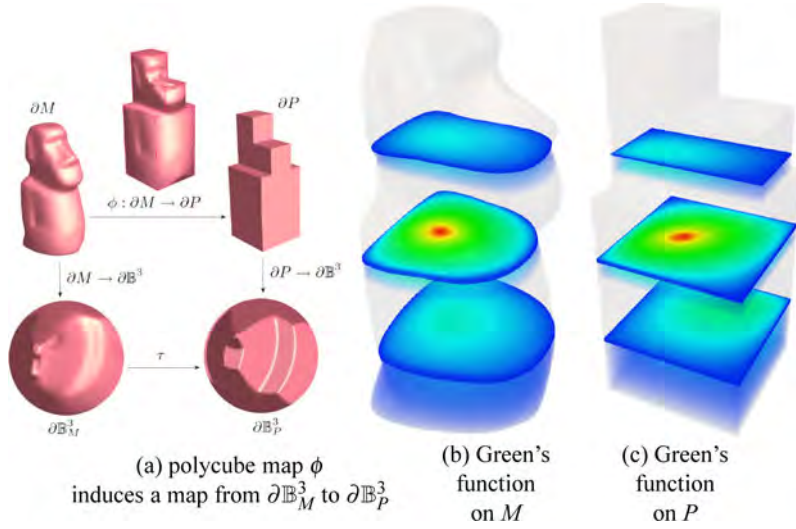 ∂M
∂P
ϕ : ∂M → ∂P
∂M → ∂𝔹³
∂P → ∂𝔹³
τ
∂𝔹³_M
∂𝔹³_P
(a) polycube map ϕ
induces a map from ∂𝔹³_M to ∂𝔹³_P
(b) Green's
function
on M
(c) Green's
function
on P